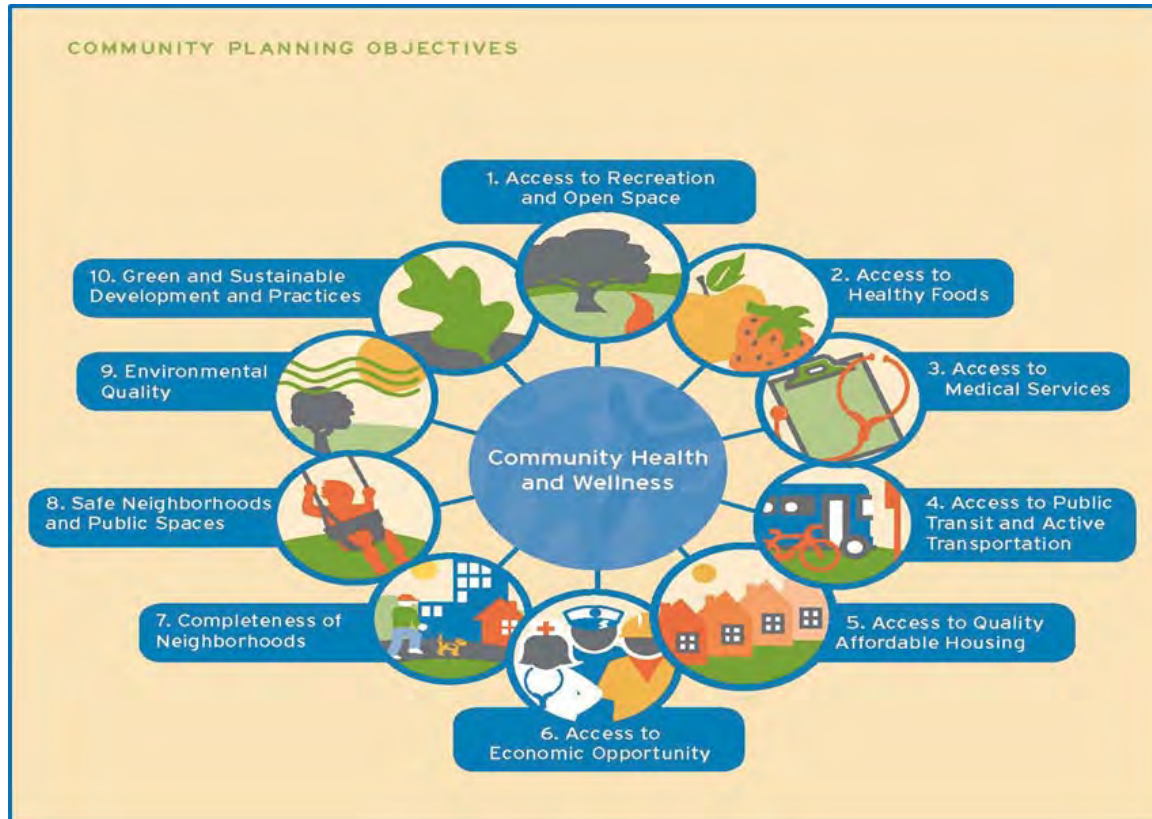 COMMUNITY PLANNING OBJECTIVES
1. Access to Recreation
and Open Space
2. Access to
Healthy Foods
3. Access to
Medical Services
4. Access to Public
Transit and Active
Transportation
5. Access to Quality
Affordable Housing
6. Access to
Economic Opportunity
7. Completeness of
Neighborhoods
8. Safe Neighborhoods
and Public Spaces
9. Environmental
Quality
10. Green and Sustainable
Development and Practices
Community Health
and Wellness